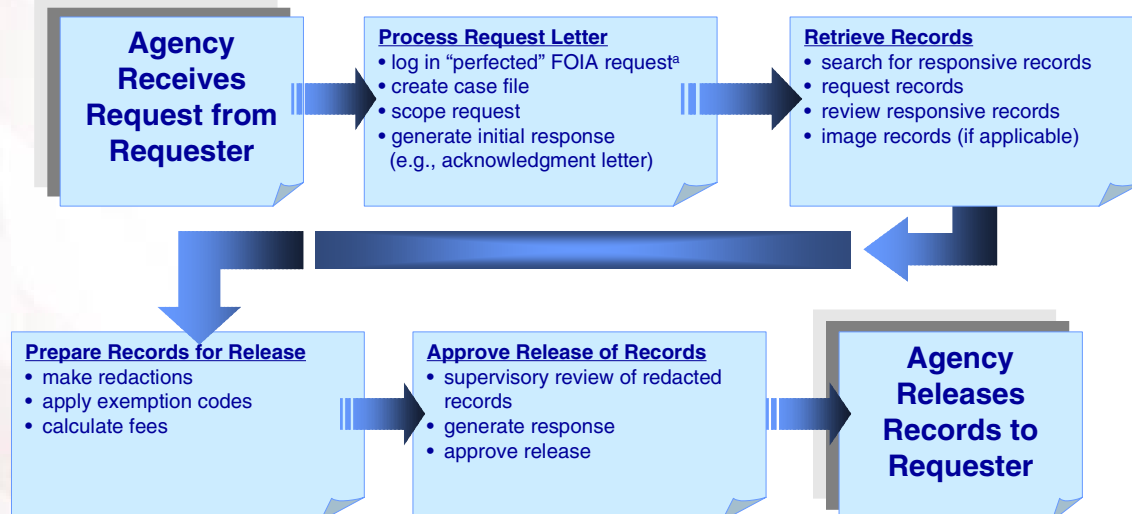 Agency
Receives
Request from
Requester
Process Request Letter
• log in “perfected” FOIA requestᵃ
• create case file
• scope request
• generate initial response
(e.g., acknowledgment letter)
Retrieve Records
• search for responsive records
• request records
• review responsive records
• image records (if applicable)
Prepare Records for Release
• make redactions
• apply exemption codes
• calculate fees
Approve Release of Records
• supervisory review of redacted
records
• generate response
• approve release
Agency
Releases
Records to
Requester